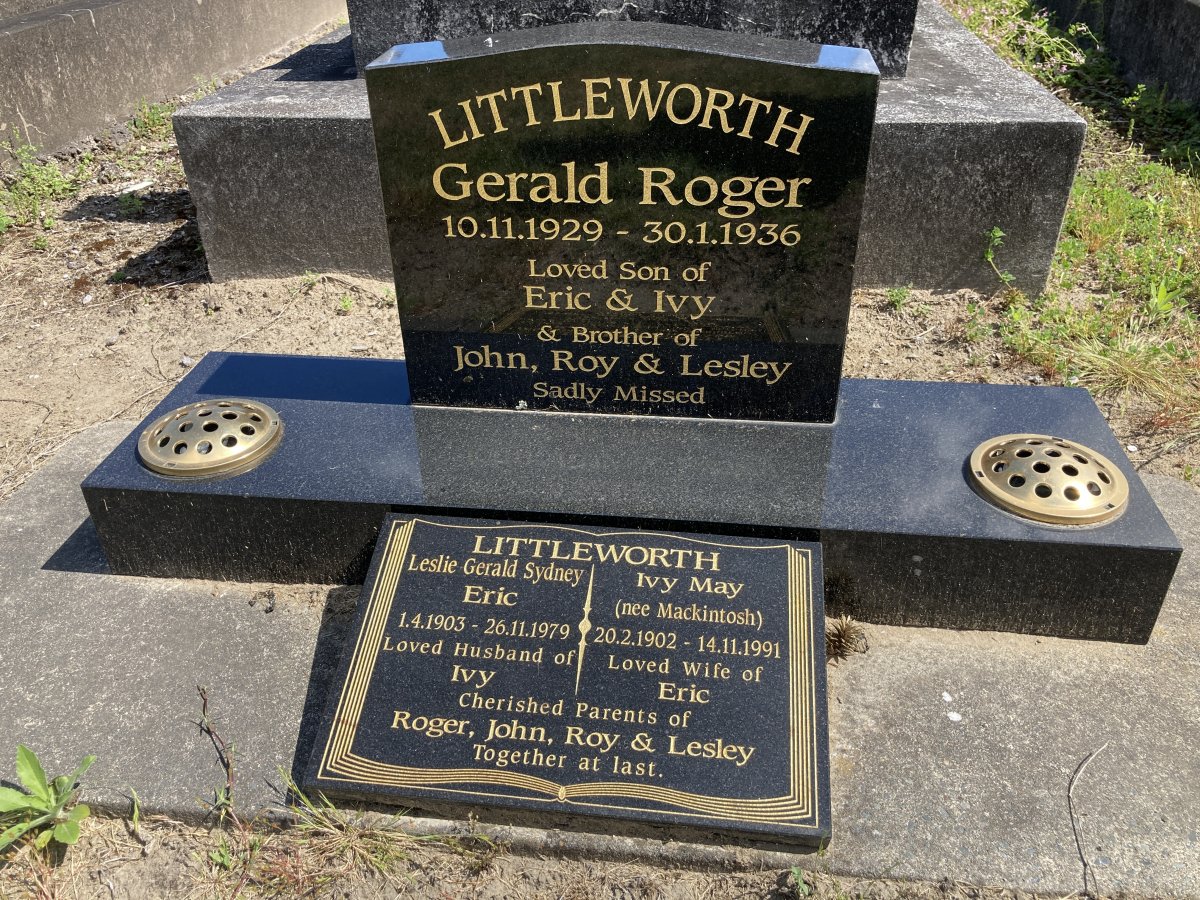 LITTLEWORTH
Gerald Roger
10.11.1929 - 30.1.1936
Loved Son of
Eric & Ivy
& Brother of
John, Roy & Lesley
Sadly Missed
LITTLEWORTH
Leslie Gerald Sydney
Eric
1.4.1903 - 26.11.1979
Loved Husband of
Ivy
Ivy May
(nee Mackintosh)
20.2.1902 - 14.11.1991
Loved Wife of
Eric
Cherished Parents of
Roger, John, Roy & Lesley
Together at last.